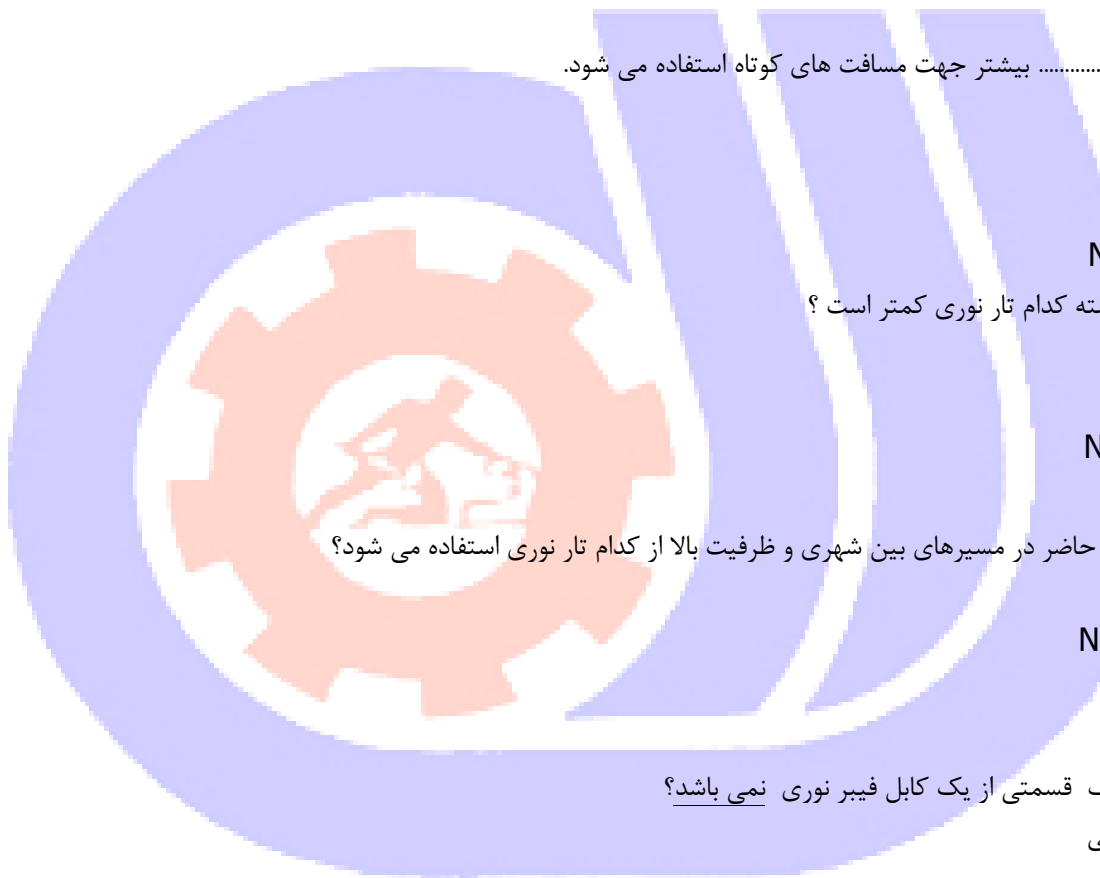 ............ بیشتر جهت مسافت های کوتاه استفاده می شود.
N
کدام تار نوری کمتر است ؟
N
حاضر در مسیرهای بین شهری و ظرفیت بالا از کدام تار نوری استفاده می شود؟
N
قسمتی از یک کابل فیبر نوری نمی باشد؟